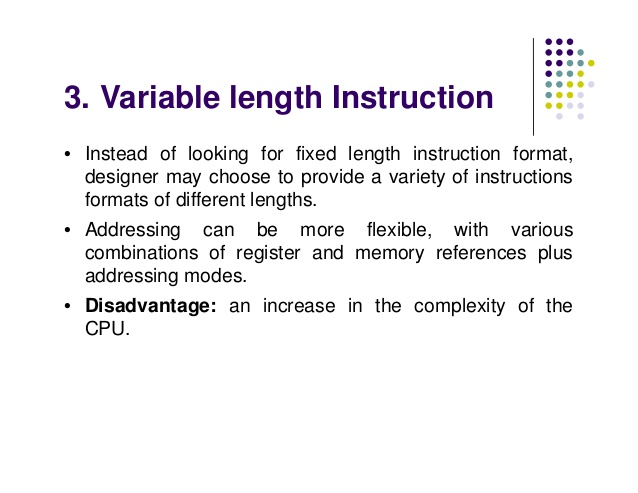 3. Variable length Instruction
• Instead of looking for fixed length instruction format,
designer may choose to provide a variety of instructions
formats of different lengths.
• Addressing can be more flexible, with various
combinations of register and memory references plus
addressing modes.
• Disadvantage: an increase in the complexity of the
CPU.